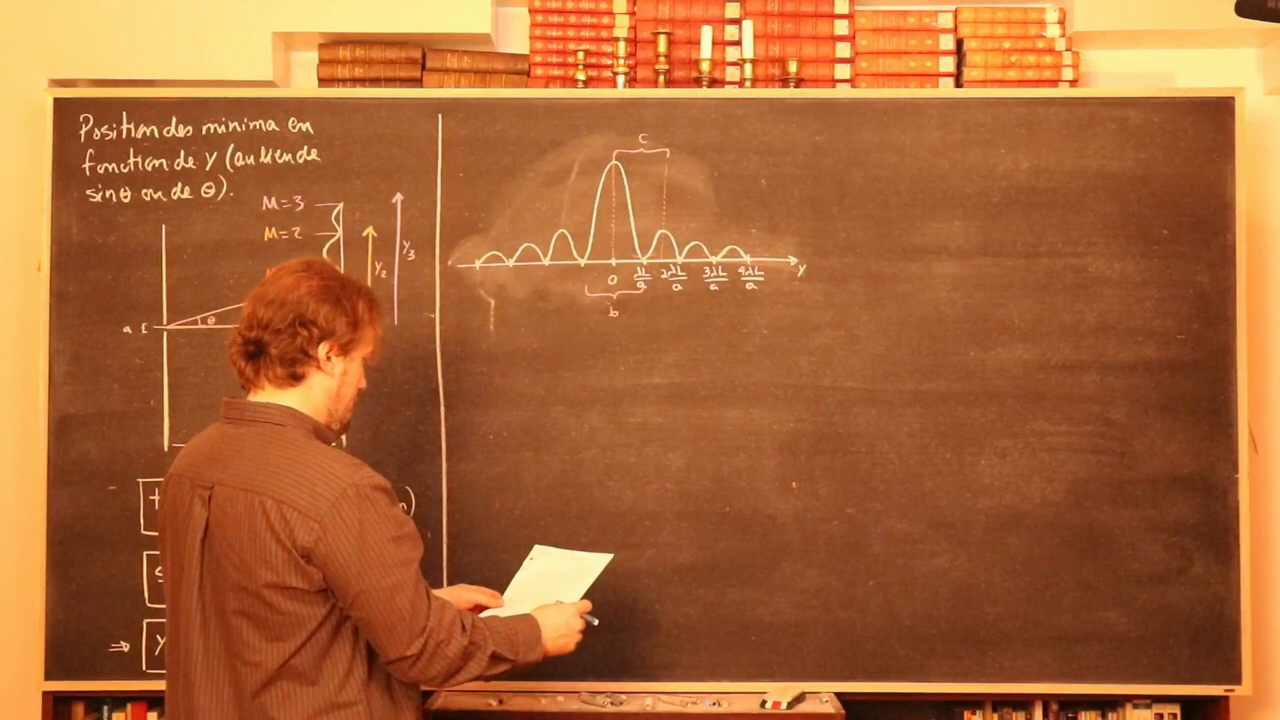 Position des minima en
fonction de y (au lieu de
sinθ ou de θ).
M=3
M=2
y₃
y₂
a
θ
c
0
λL/a
2λL/a
3λL/a
4λL/a
y
b
⇒ y